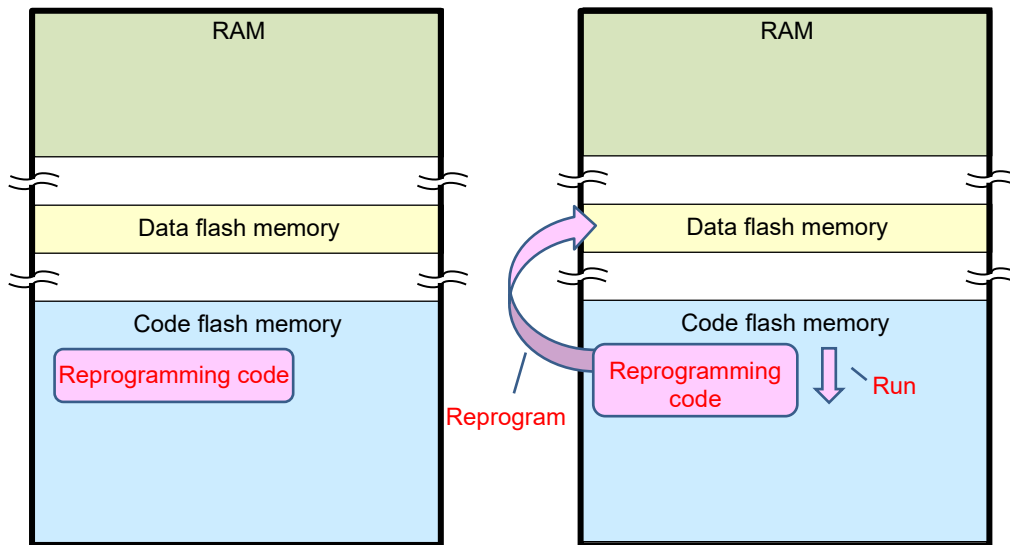 RAM
Data flash memory
Code flash memory
Reprogramming code
RAM
Data flash memory
Code flash memory
Reprogramming
code
Run
Reprogram